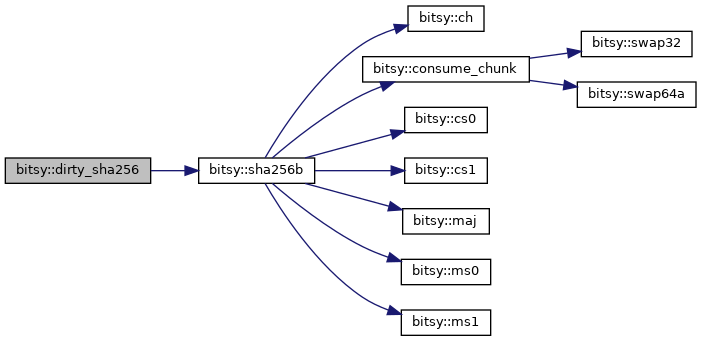 bitsy::ch
bitsy::swap32
bitsy::consume_chunk
bitsy::swap64a
bitsy::cs0
bitsy::dirty_sha256
bitsy::sha256b
bitsy::cs1
bitsy::maj
bitsy::ms0
bitsy::ms1